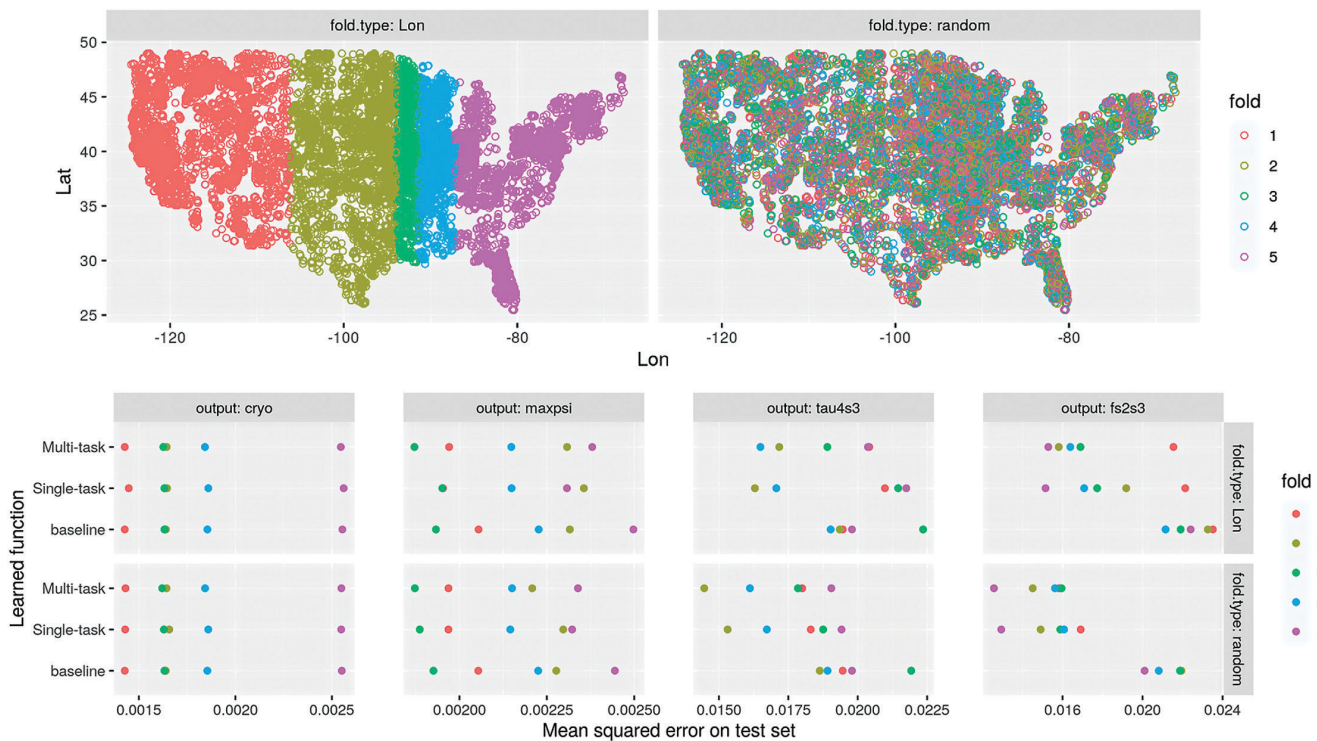 fold.type: Lon
fold.type: random
50
45
40
35
30
25
Lat
-120
-100
-80
-120
-100
-80
Lon
fold
1
2
3
4
5
output: cryo
output: maxpsi
output: tau4s3
output: fs2s3
Learned function
Multi-task
Single-task
baseline
fold.type: Lon
Multi-task
Single-task
baseline
fold.type: random
0.0015
0.0020
0.0025
0.00200
0.00225
0.00250
0.0150
0.0175
0.0200
0.0225
0.016
0.020
0.024
Mean squared error on test set
fold